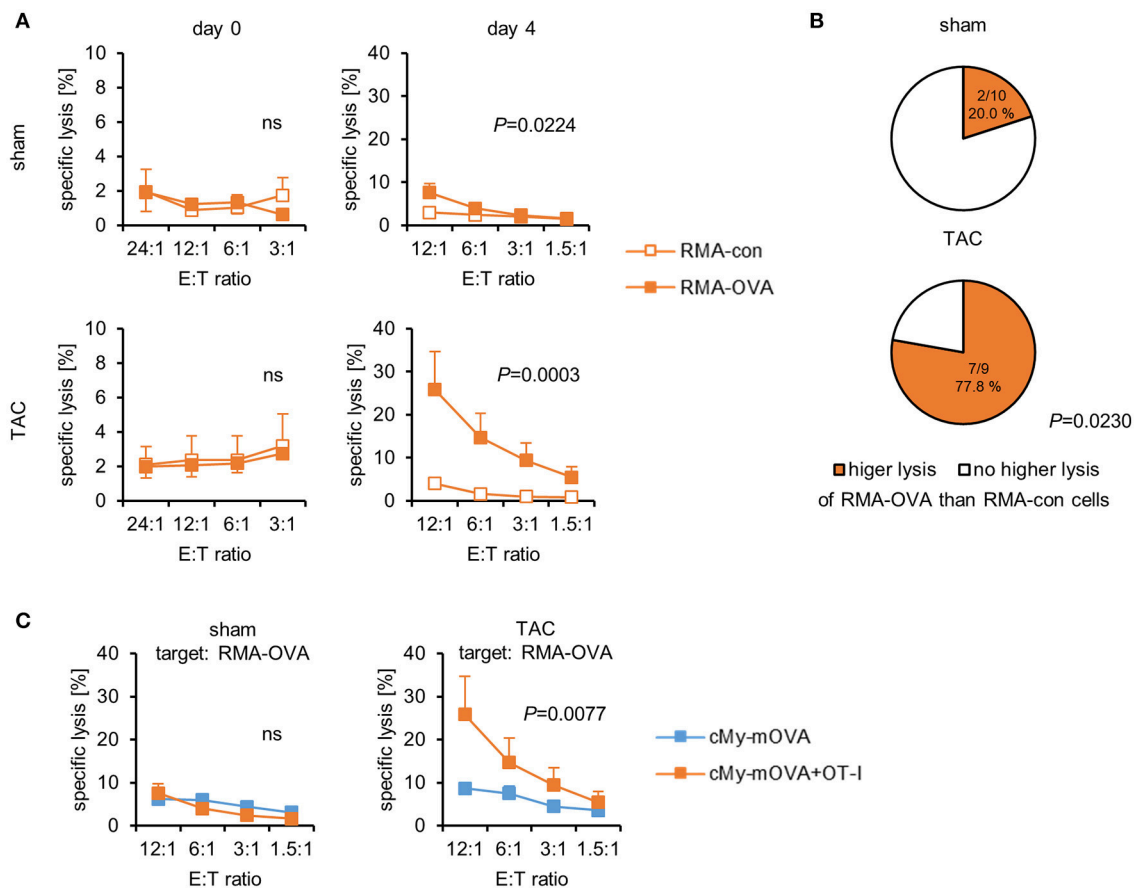 A
day 0
day 4
sham
specific lysis [%]
10
8
6
4
2
0
ns
24:1 12:1 6:1 3:1
E:T ratio
specific lysis [%]
40
30
20
10
0
P=0.0224
12:1 6:1 3:1 1.5:1
E:T ratio
RMA-con
RMA-OVA
TAC
specific lysis [%]
10
8
6
4
2
0
ns
24:1 12:1 6:1 3:1
E:T ratio
specific lysis [%]
40
30
20
10
0
P=0.0003
12:1 6:1 3:1 1.5:1
E:T ratio
B
sham
2/10
20.0 %
TAC
7/9
77.8 %
P=0.0230
higer lysis no higher lysis
of RMA-OVA than RMA-con cells
C
sham
target: RMA-OVA
specific lysis [%]
40
30
20
10
0
ns
12:1 6:1 3:1 1.5:1
E:T ratio
TAC
target: RMA-OVA
specific lysis [%]
40
30
20
10
0
P=0.0077
12:1 6:1 3:1 1.5:1
E:T ratio
cMy-mOVA
cMy-mOVA+OT-I